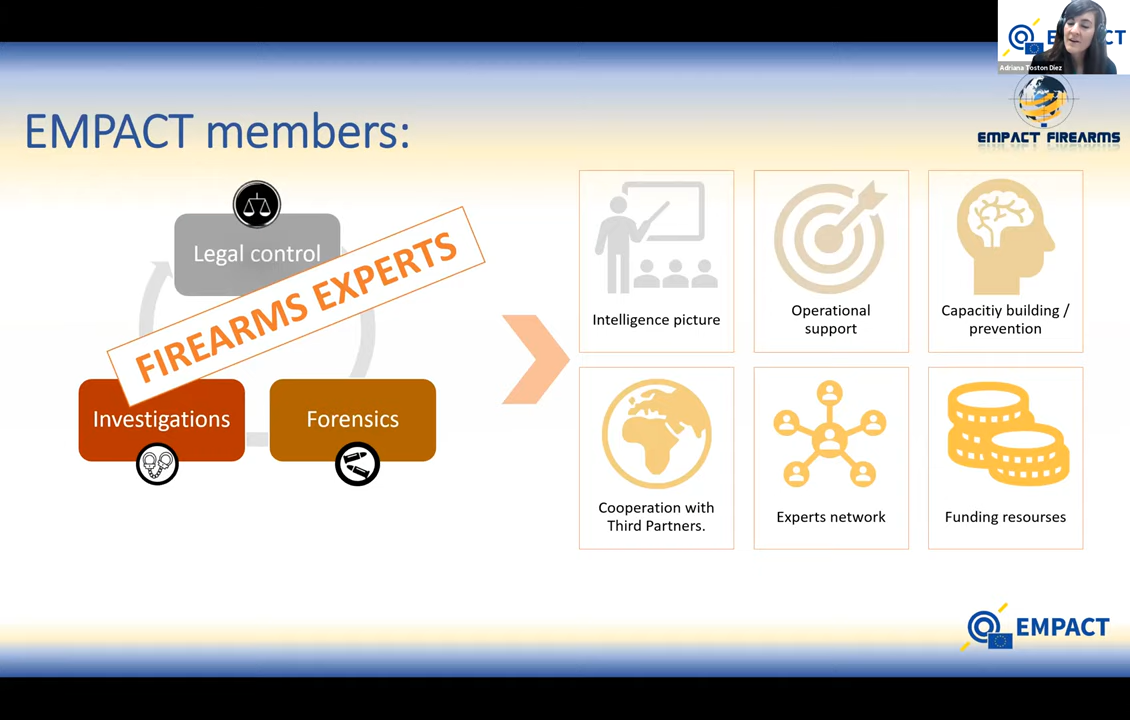 EMPACT
Adriana Toston Diez
EMPACT FIREARMS
EMPACT members:
Legal control
FIREARMS EXPERTS
Investigations
Forensics
Intelligence picture
Operational
support
Capacitiy building /
prevention
Cooperation with
Third Partners.
Experts network
Funding resourses
EMPACT